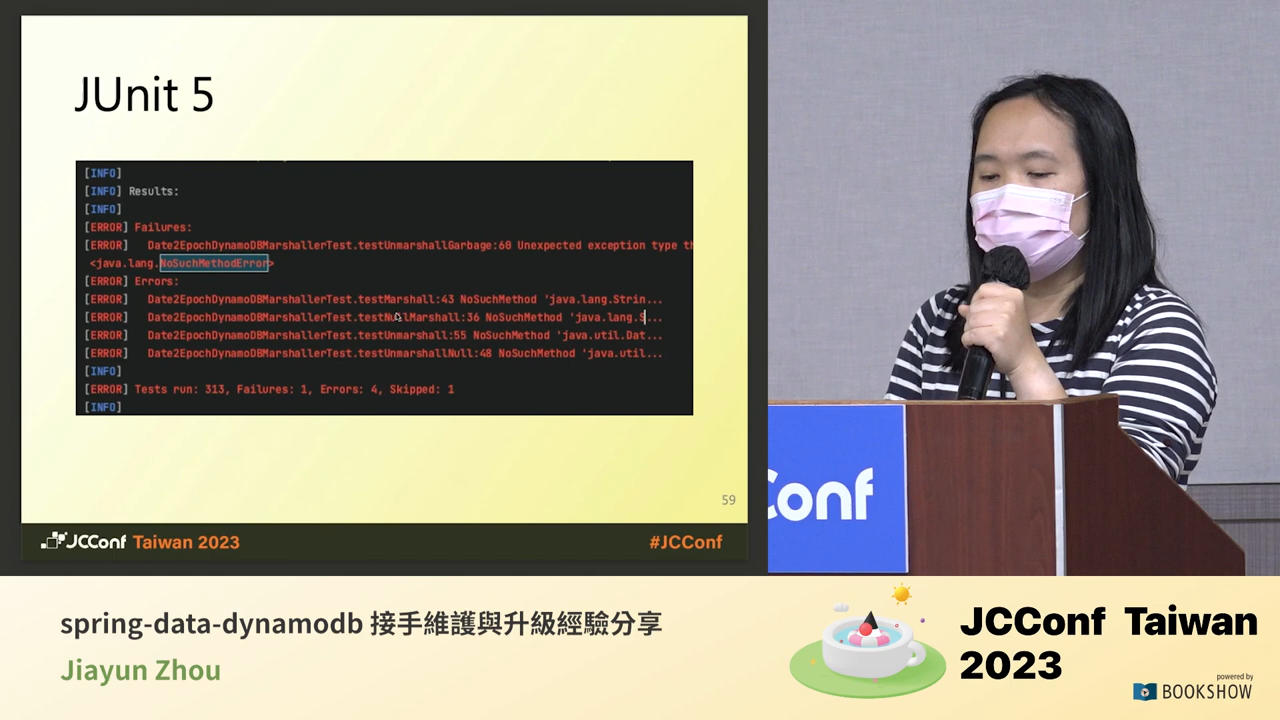 JUnit 5
[INFO]
[INFO] Results:
[INFO]
[ERROR] Failures:
[ERROR] Date2EpochDynamoDBMarshallerTest.testUnmarshallGarbage:60 Unexpected exception type th
<java.lang.NoSuchMethodError>
[ERROR] Errors:
[ERROR] Date2EpochDynamoDBMarshallerTest.testMarshall:43 NoSuchMethod 'java.lang.Strin...
[ERROR] Date2EpochDynamoDBMarshallerTest.testNullMarshall:36 NoSuchMethod 'java.lang.S...
[ERROR] Date2EpochDynamoDBMarshallerTest.testUnmarshall:55 NoSuchMethod 'java.util.Dat...
[ERROR] Date2EpochDynamoDBMarshallerTest.testUnmarshallNull:48 NoSuchMethod 'java.util...
[INFO]
[ERROR] Tests run: 313, Failures: 1, Errors: 4, Skipped: 1
[INFO]
59
JCConf Taiwan 2023
#JCConf
Conf
spring-data-dynamodb 接手維護與升級經驗分享
Jiayun Zhou
JCConf Taiwan
2023
powered by
BOOKSHOW